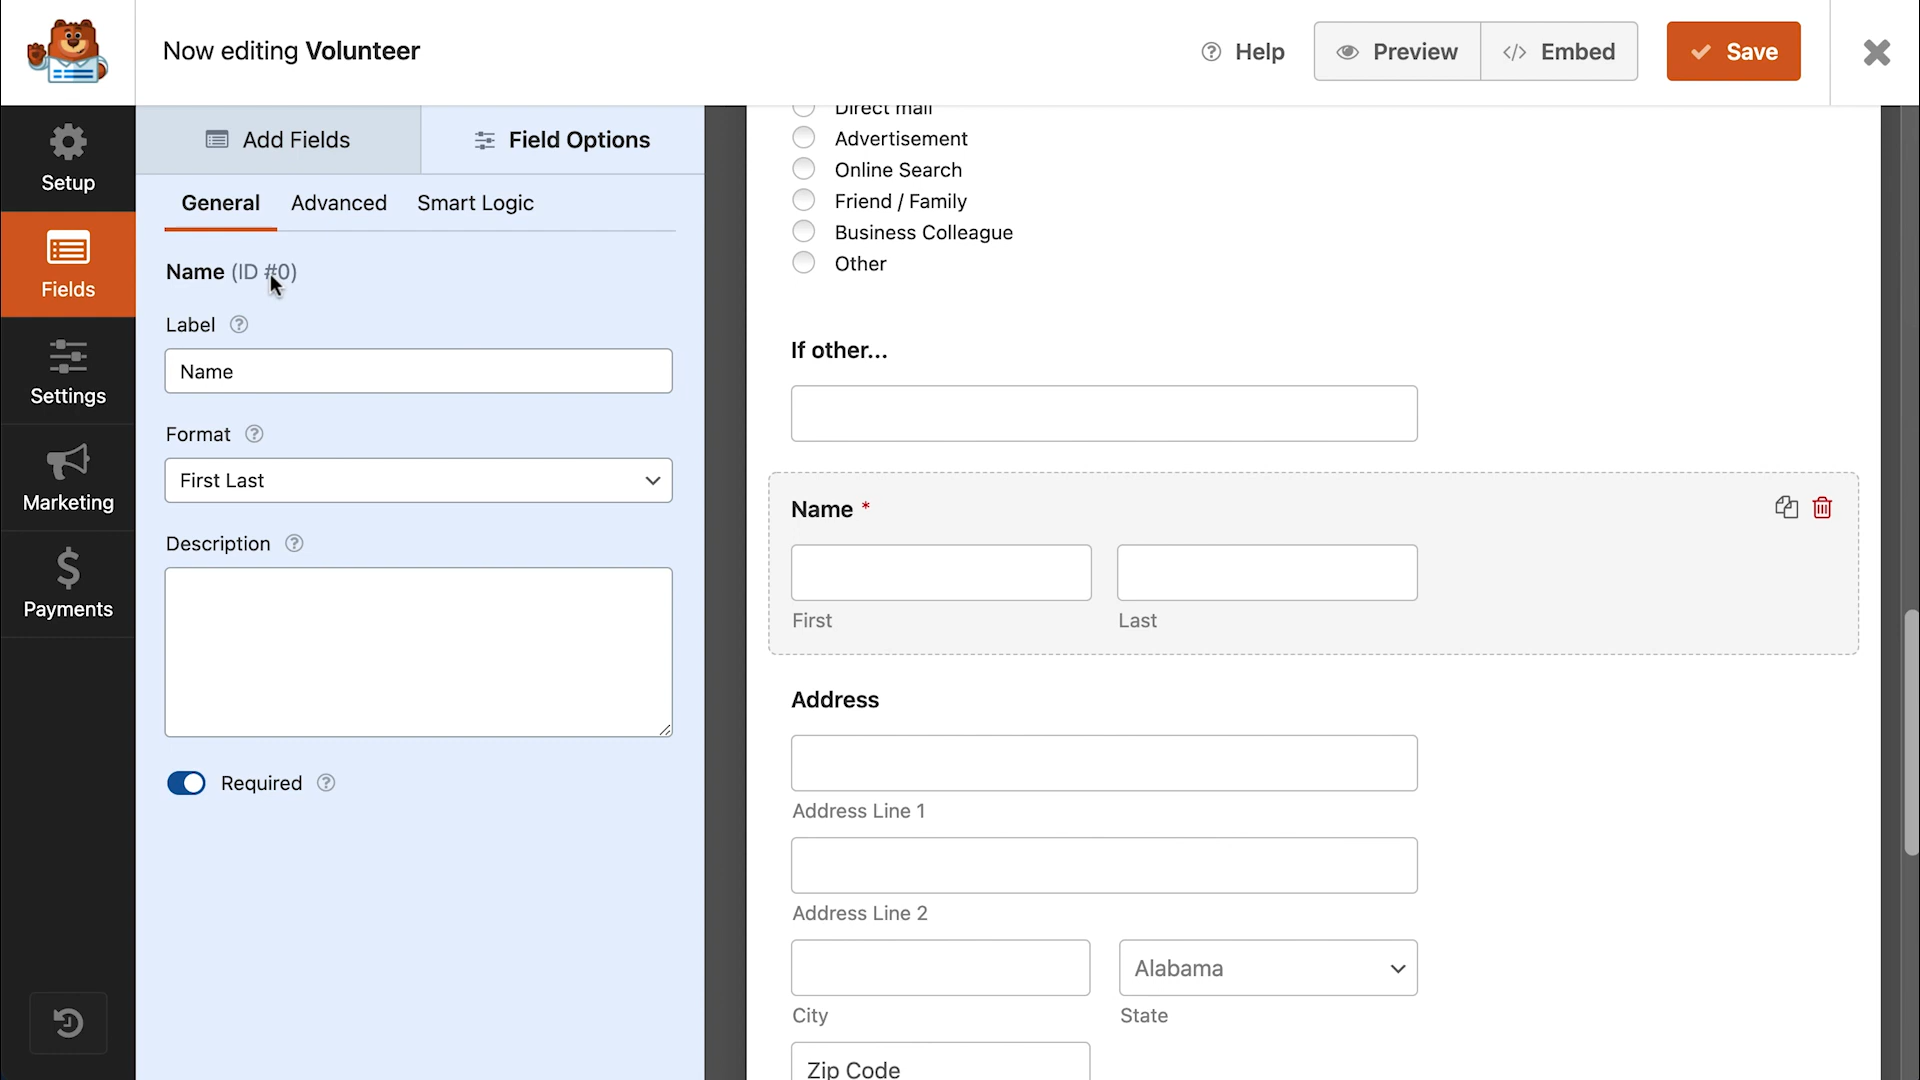 Now editing Volunteer
Help
Preview
Embed
Save
Setup
Fields
Settings
Marketing
Payments
Add Fields
Field Options
General
Advanced
Smart Logic
Name (ID #0)
Label
Name
Format
First Last
Description
Required
Direct mail
Advertisement
Online Search
Friend / Family
Business Colleague
Other
If other...
Name *
First
Last
Address
Address Line 1
Address Line 2
Alabama
City
State
Zip Code